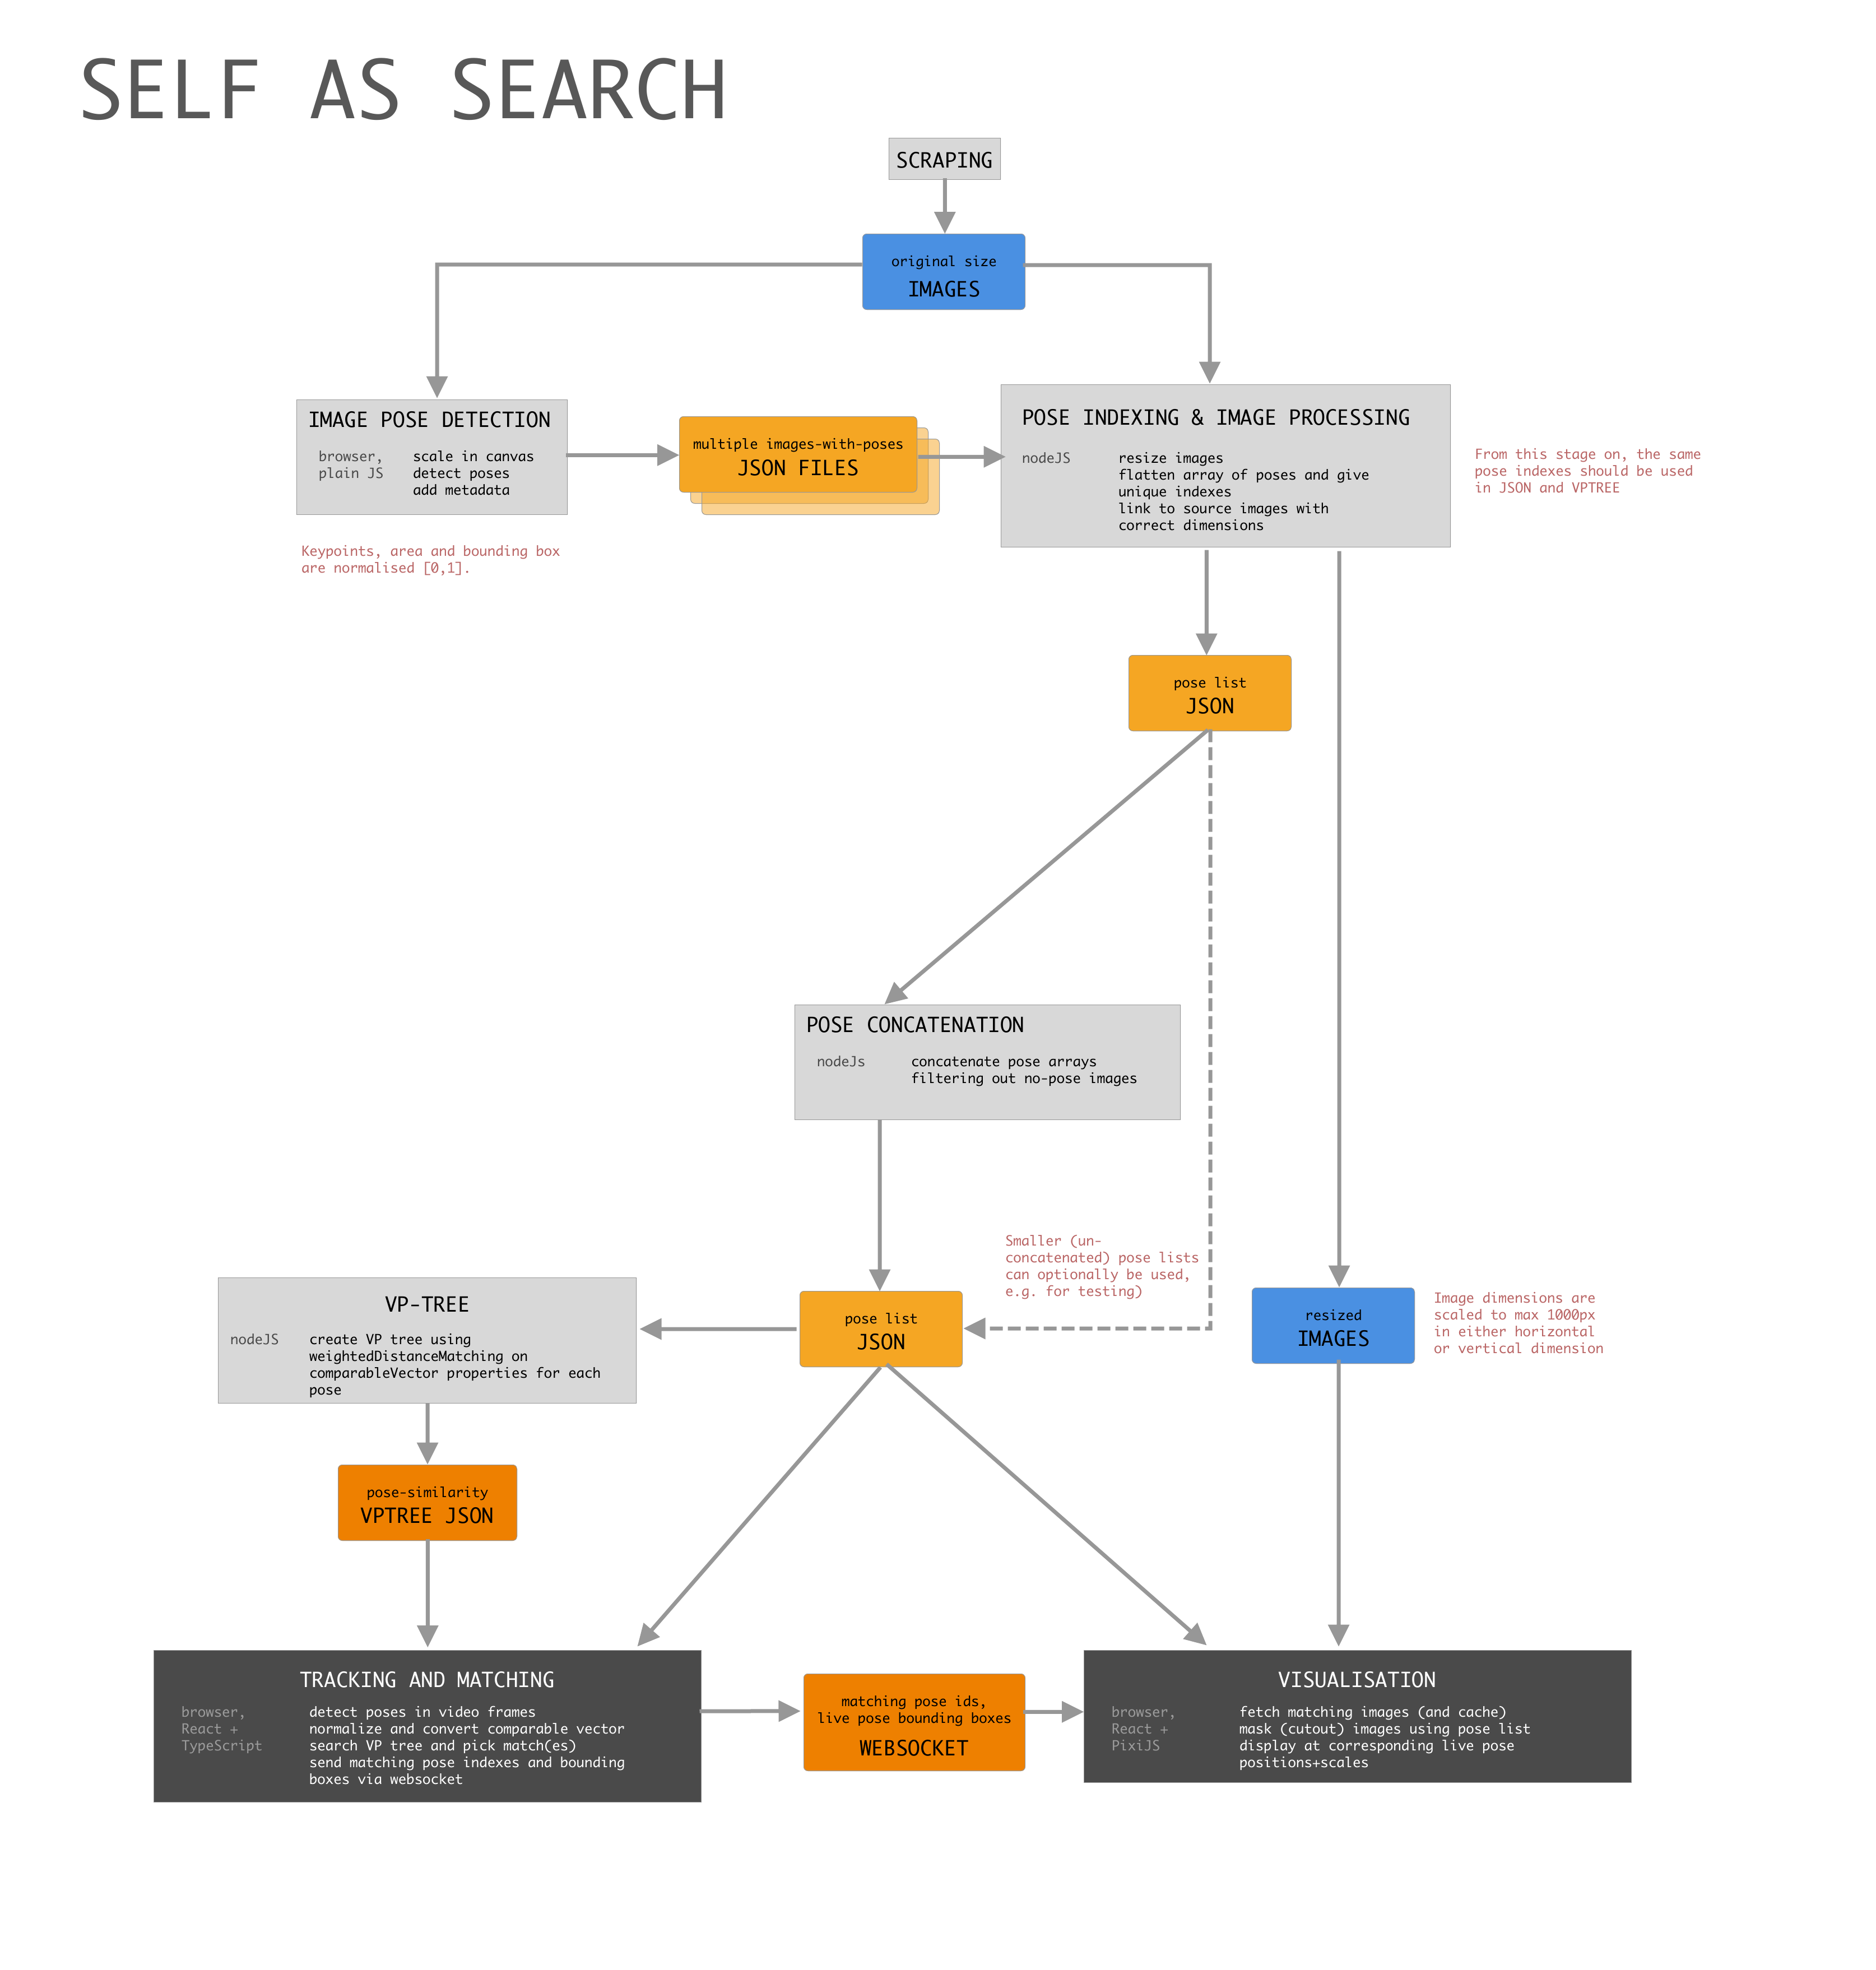 SELF AS SEARCH
SCRAPING
original size
IMAGES
IMAGE POSE DETECTION
browser,
plain JS
scale in canvas
detect poses
add metadata
Keypoints, area and bounding box
are normalised [0,1].
multiple images-with-poses
JSON FILES
POSE INDEXING & IMAGE PROCESSING
nodeJS
resize images
flatten array of poses and give
unique indexes
link to source images with
correct dimensions
From this stage on, the same
pose indexes should be used
in JSON and VPTREE
pose list
JSON
POSE CONCATENATION
nodeJs
concatenate pose arrays
filtering out no-pose images
Smaller (un-
concatenated) pose lists
can optionally be used,
e.g. for testing)
VP-TREE
nodeJS
create VP tree using
weightedDistanceMatching on
comparableVector properties for each
pose
pose list
JSON
resized
IMAGES
Image dimensions are
scaled to max 1000px
in either horizontal
or vertical dimension
pose-similarity
VPTREE JSON
TRACKING AND MATCHING
browser,
React +
TypeScript
detect poses in video frames
normalize and convert comparable vector
search VP tree and pick match(es)
send matching pose indexes and bounding
boxes via websocket
matching pose ids,
live pose bounding boxes
WEBSOCKET
VISUALISATION
browser,
React +
PixiJS
fetch matching images (and cache)
mask (cutout) images using pose list
display at corresponding live pose
positions+scales